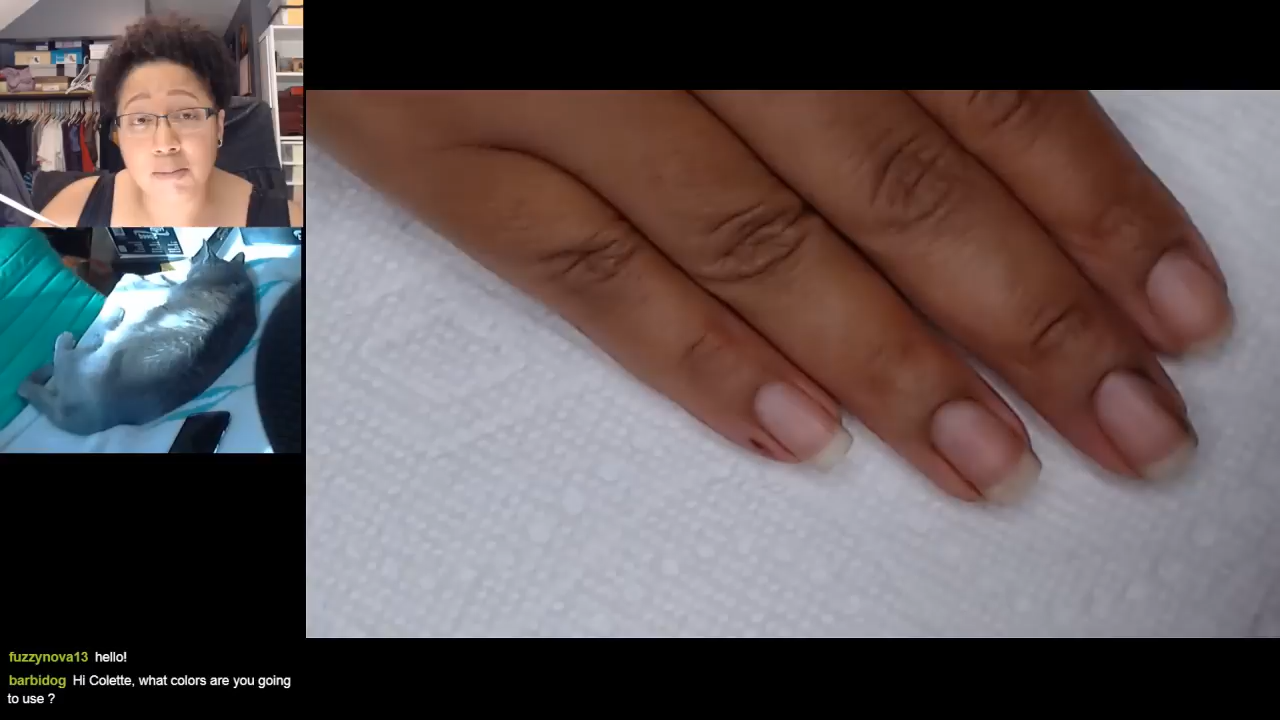 fuzzynova13 hello!
barbidog Hi Colette, what colors are you going
to use ?